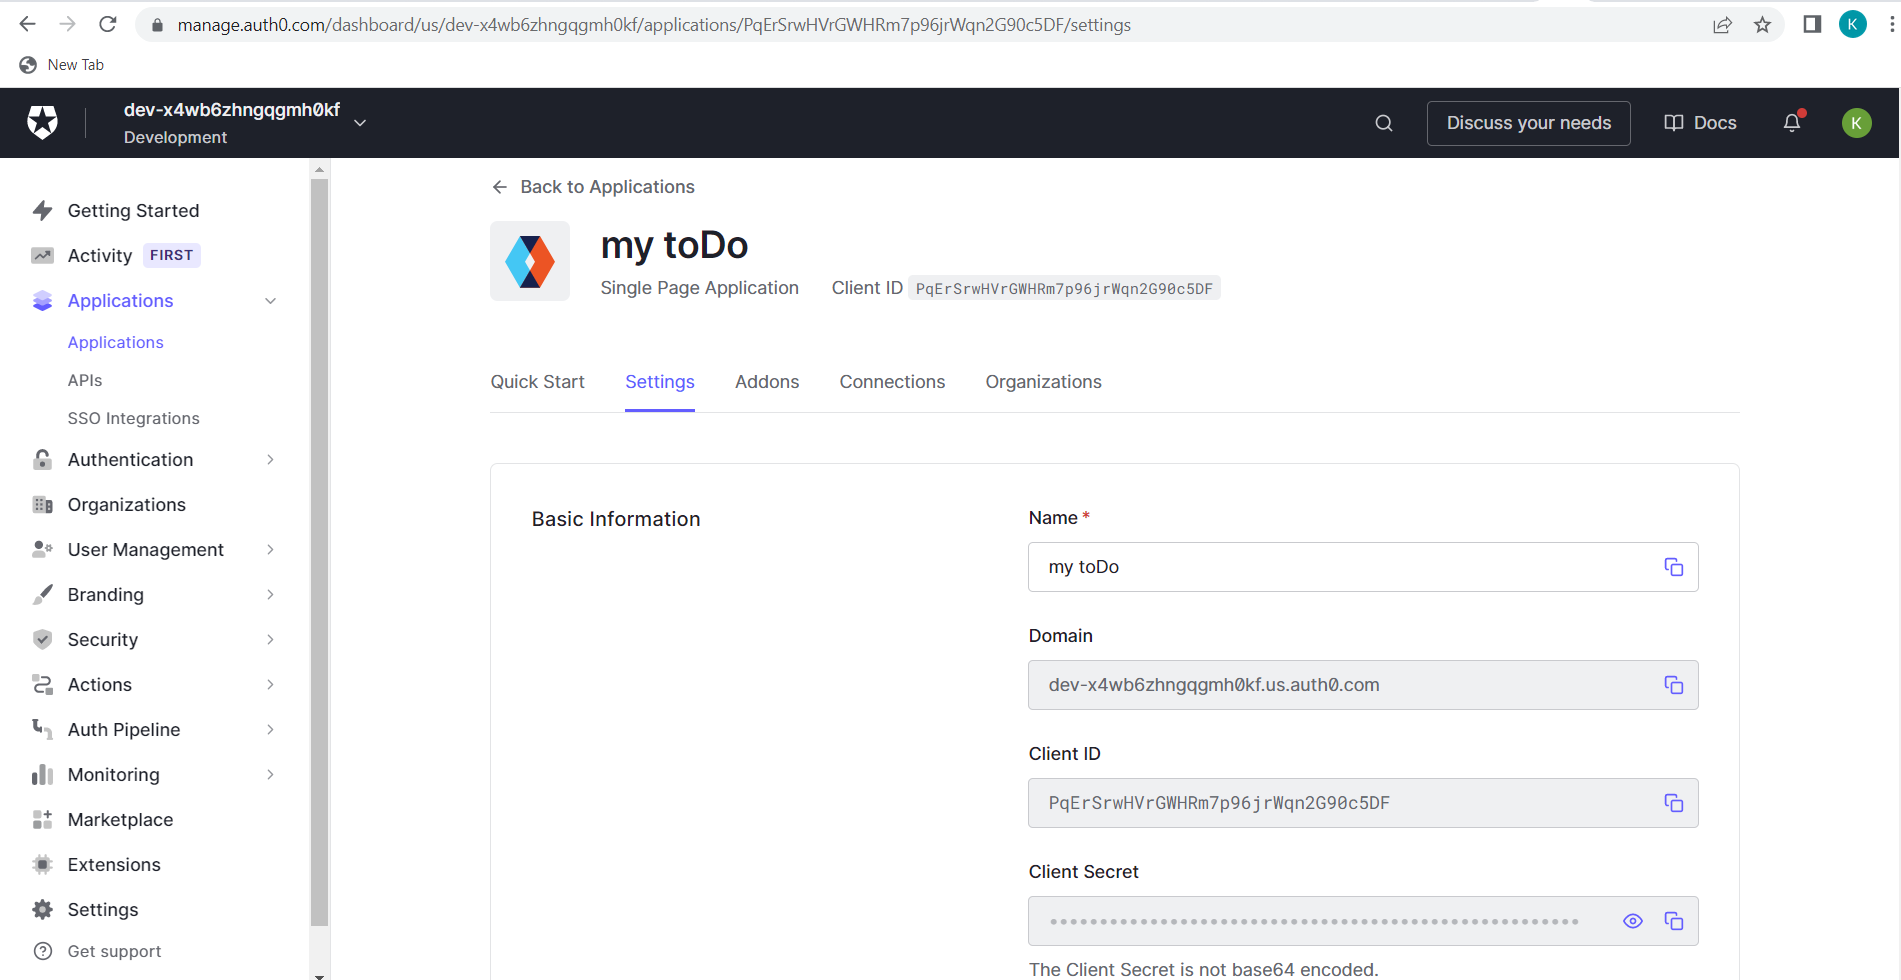 manage.auth0.com/dashboard/us/dev-x4wb6zhngqgmh0kf/applications/PqErSrwHVrGWHRm7p96jrWqn2G90c5DF/settings
K
New Tab
dev-x4wb6zhngqgmh0kf
Development
Discuss your needs
Docs
K
Getting Started
Activity FIRST
Applications
Applications
APIs
SSO Integrations
Authentication
Organizations
User Management
Branding
Security
Actions
Auth Pipeline
Monitoring
Marketplace
Extensions
Settings
Get support
Back to Applications
my toDo
Single Page Application Client ID PqErSrwHVrGWHRm7p96jrWqn2G90c5DF
Quick Start Settings Addons Connections Organizations
Basic Information
Name *
my toDo
Domain
dev-x4wb6zhngqgmh0kf.us.auth0.com
Client ID
PqErSrwHVrGWHRm7p96jrWqn2G90c5DF
Client Secret
The Client Secret is not base64 encoded.